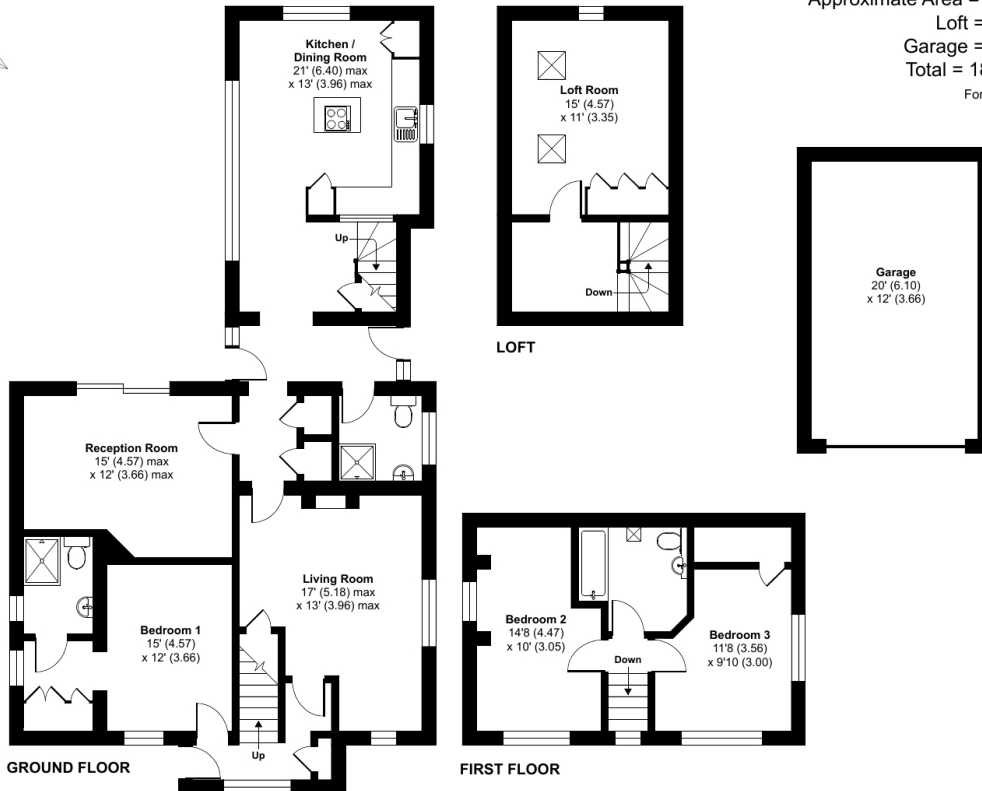 Approximate Area =
Loft =
Garage =
Total = 18
For
Kitchen /
Dining Room
21' (6.40) max
x 13' (3.96) max
Up
Loft Room
15' (4.57)
x 11' (3.35)
Down
LOFT
Garage
20' (6.10)
x 12' (3.66)
Reception Room
15' (4.57) max
x 12' (3.66) max
Living Room
17' (5.18) max
x 13' (3.96) max
Bedroom 1
15' (4.57)
x 12' (3.66)
Up
GROUND FLOOR
Bedroom 2
14'8 (4.47)
x 10' (3.05)
Down
Bedroom 3
11'8 (3.56)
x 9'10 (3.00)
FIRST FLOOR